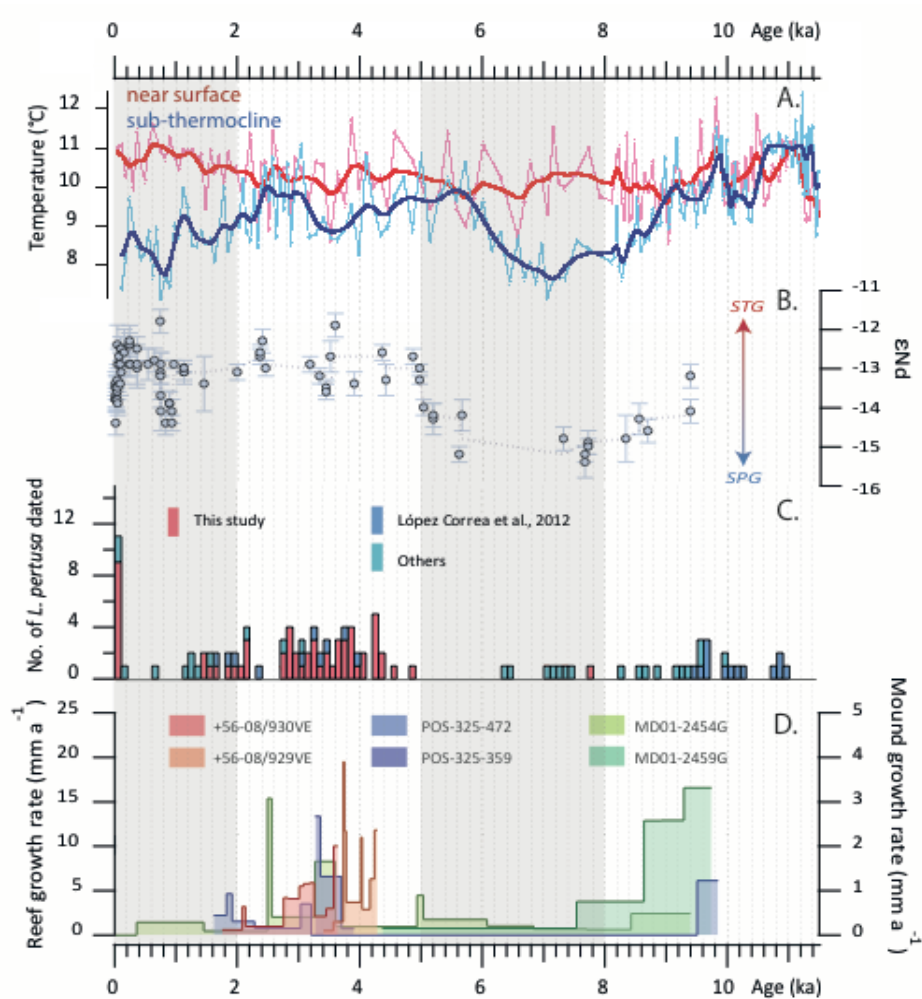 0 2 4 6 8 10 Age (ka)
near surface
sub-thermocline
A.
Temperature (°C)
12
11
10
9
8
B.
STG
SPG
εNd
-11
-12
-13
-14
-15
-16
C.
No. of L. pertusa dated
12
8
4
0
This study
López Correa et al., 2012
Others
D.
Reef growth rate (mm a⁻¹)
25
20
15
10
5
0
+56-08/930VE POS-325-472 MD01-2454G
+56-08/929VE POS-325-359 MD01-2459G
Mound growth rate (mm a⁻¹)
5
4
3
2
1
0
0 2 4 6 8 10 Age (ka)